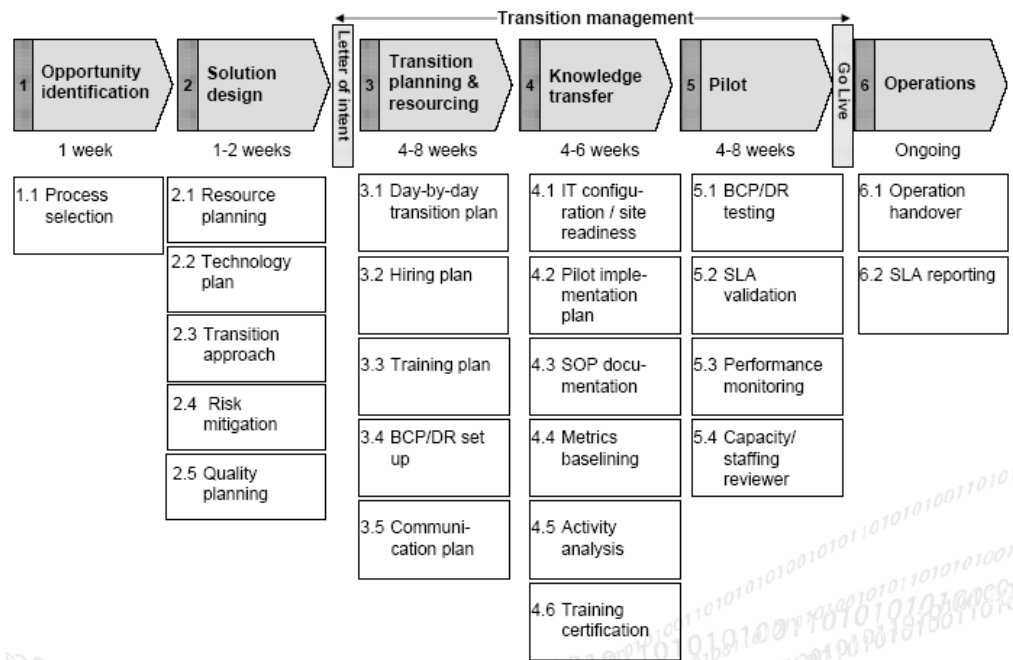 Transition management
1
Opportunity
identification
2
Solution
design
Letter of intent
3
Transition
planning &
resourcing
4
Knowledge
transfer
5
Pilot
Go Live
6
Operations
1 week
1-2 weeks
4-8 weeks
4-6 weeks
4-8 weeks
Ongoing
1.1 Process
selection
2.1 Resource
planning
2.2 Technology
plan
2.3 Transition
approach
2.4 Risk
mitigation
2.5 Quality
planning
3.1 Day-by-day
transition plan
3.2 Hiring plan
3.3 Training plan
3.4 BCP/DR set
up
3.5 Communi-
cation plan
4.1 IT configu-
ration / site
readiness
4.2 Pilot imple-
mentation
plan
4.3 SOP docu-
mentation
4.4 Metrics
baselining
4.5 Activity
analysis
4.6 Training
certification
5.1 BCP/DR
testing
5.2 SLA
validation
5.3 Performance
monitoring
5.4 Capacity/
staffing
reviewer
6.1 Operation
handover
6.2 SLA reporting